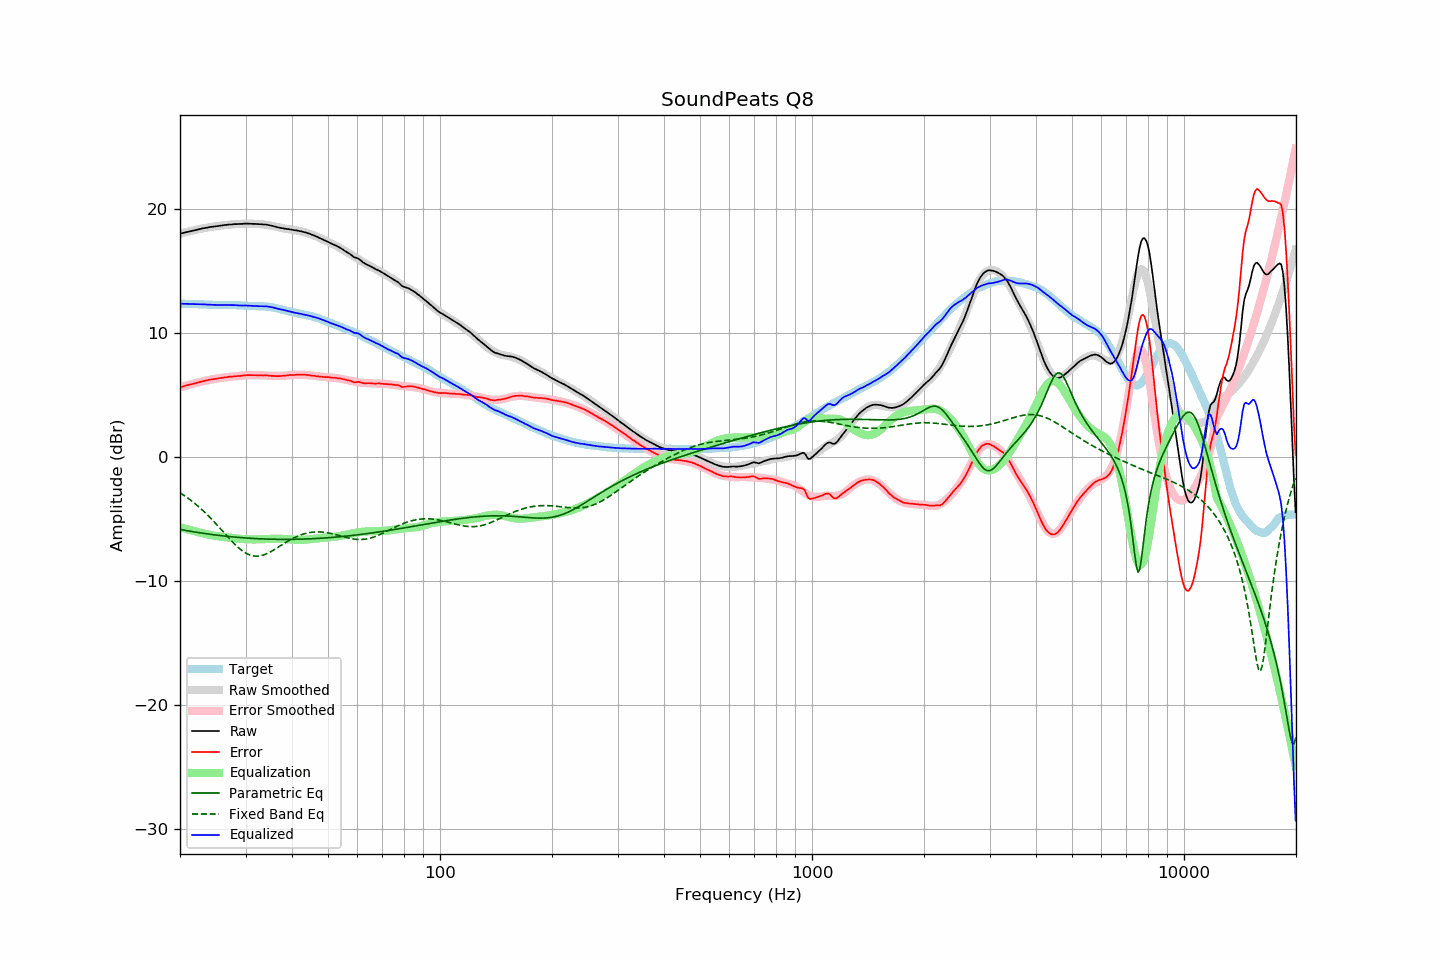 SoundPeats Q8
Amplitude (dBr)
20
10
0
−10
−20
−30
Target
Raw Smoothed
Error Smoothed
Raw
Error
Equalization
Parametric Eq
Fixed Band Eq
Equalized
100
1000
10000
Frequency (Hz)